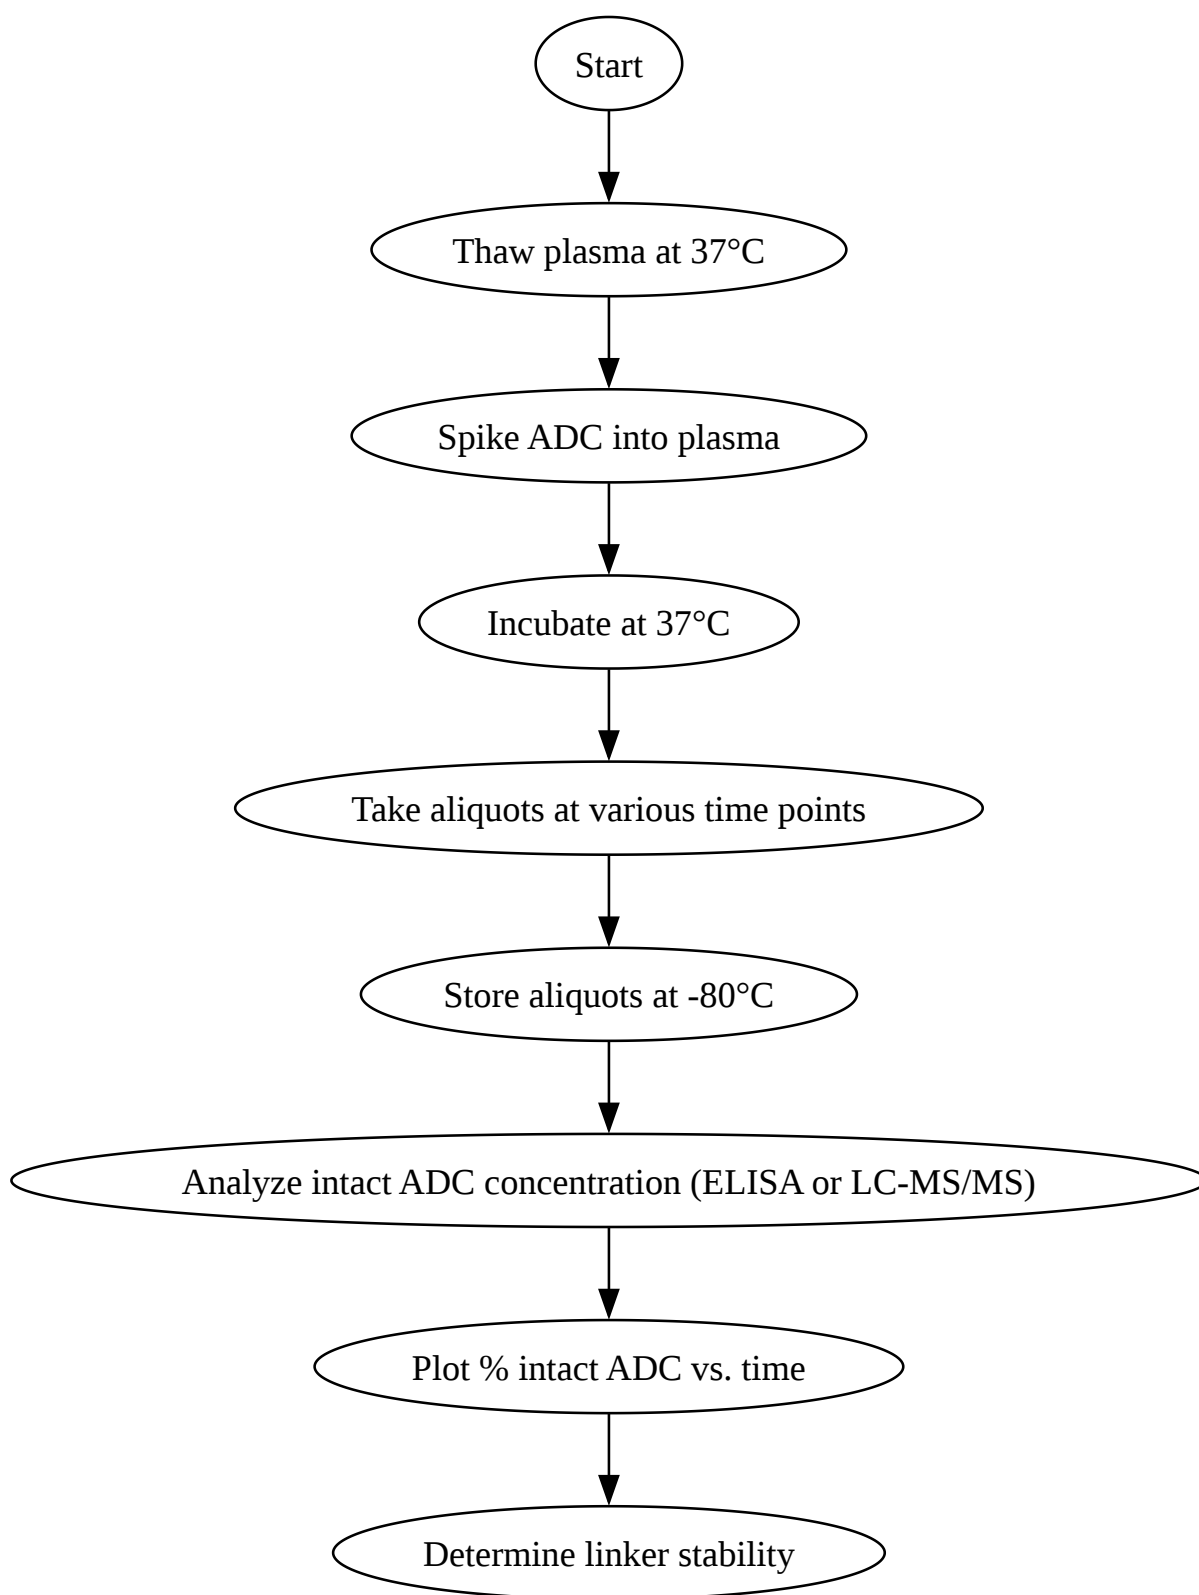 Start
Thaw plasma at 37°C
Spike ADC into plasma
Incubate at 37°C
Take aliquots at various time points
Store aliquots at -80°C
Analyze intact ADC concentration (ELISA or LC-MS/MS)
Plot % intact ADC vs. time
Determine linker stability